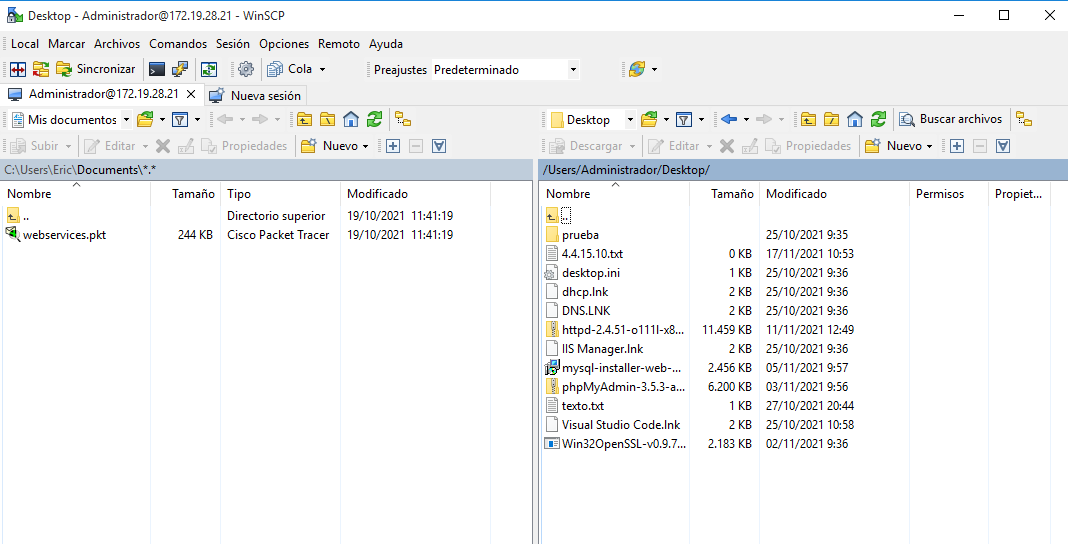 Desktop - Administrador@172.19.28.21 - WinSCP
Local Marcar Archivos Comandos Sesión Opciones Remoto Ayuda
Sincronizar Cola Preajustes Predeterminado
Administrador@172.19.28.21 Nueva sesión
Mis documentos Desktop Buscar archivos
Subir Editar Propiedades Nuevo Descargar Editar Propiedades Nuevo
C:\Users\Eric\Documents\*.*
Nombre Tamaño Tipo Modificado
.. Directorio superior 19/10/2021 11:41:19
webservices.pkt 244 KB Cisco Packet Tracer 19/10/2021 11:41:19
/Users/Administrador/Desktop/
Nombre Tamaño Modificado Permisos Propiet...
..
prueba 25/10/2021 9:35
4.4.15.10.txt 0 KB 17/11/2021 10:53
desktop.ini 1 KB 25/10/2021 9:36
dhcp.lnk 2 KB 25/10/2021 9:36
DNS.LNK 2 KB 25/10/2021 9:36
httpd-2.4.51-o111l-x8... 11.459 KB 11/11/2021 12:49
IIS Manager.lnk 2 KB 25/10/2021 9:36
mysql-installer-web-... 2.456 KB 05/11/2021 9:57
phpMyAdmin-3.5.3-a... 6.200 KB 03/11/2021 9:56
texto.txt 1 KB 27/10/2021 20:44
Visual Studio Code.lnk 2 KB 25/10/2021 10:58
Win32OpenSSL-v0.9.7... 2.183 KB 02/11/2021 9:36